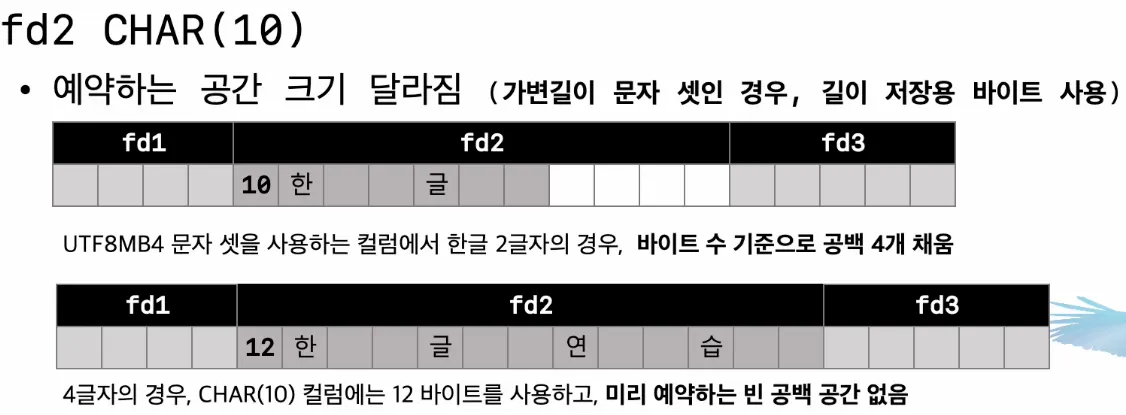 fd2 CHAR(10)
• 예약하는 공간 크기 달라짐 (가변길이 문자 셋인 경우, 길이 저장용 바이트 사용)
fd1 fd2 fd3
10 한 글
UTF8MB4 문자 셋을 사용하는 컬럼에서 한글 2글자의 경우, 바이트 수 기준으로 공백 4개 채움
fd1 fd2 fd3
12 한 글 연 습
4글자의 경우, CHAR(10) 컬럼에는 12 바이트를 사용하고, 미리 예약하는 빈 공백 공간 없음